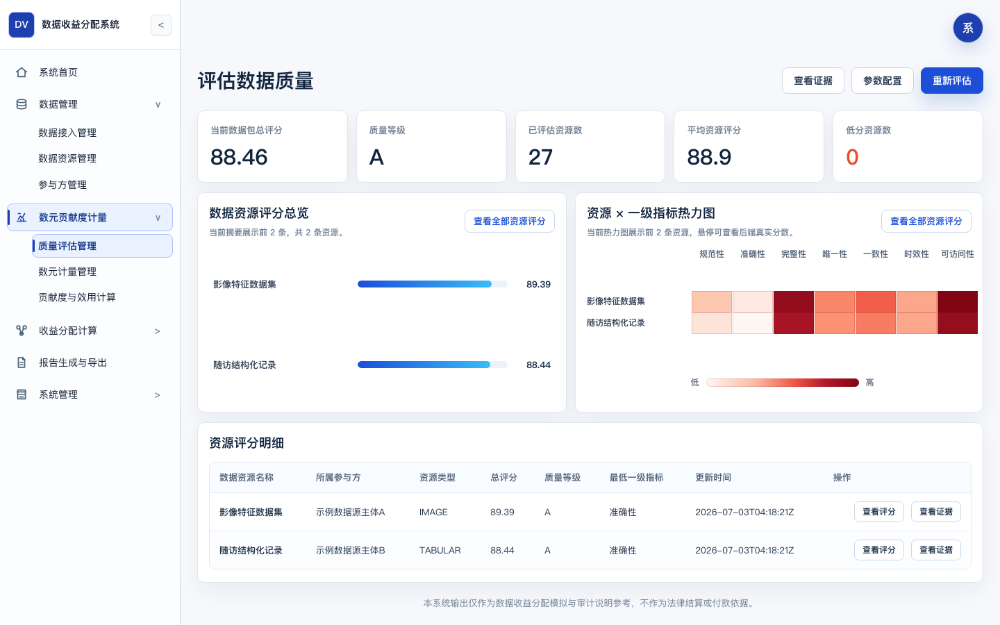 DV 数据收益分配系统 <
系统首页
数据管理 ∨
数据接入管理
数据资源管理
参与方管理
数元贡献度计量 ∨
质量评估管理
数元计量管理
贡献度与效用计算
收益分配计算 >
报告生成与导出
系统管理 >
系
评估数据质量
查看证据 参数配置 重新评估
当前数据包总评分
88.46
质量等级
A
已评估资源数
27
平均资源评分
88.9
低分资源数
0
数据资源评分总览
当前摘要展示前 2 条，共 2 条资源。
查看全部资源评分
影像特征数据集 89.39
随访结构化记录 88.44
资源 × 一级指标热力图
当前热力图展示前 2 条资源，悬停可查看后端真实分数。
查看全部资源评分
规范性 准确性 完整性 唯一性 一致性 时效性 可访问性
影像特征数据集
随访结构化记录
低 高
资源评分明细
数据资源名称 所属参与方 资源类型 总评分 质量等级 最低一级指标 更新时间 操作
影像特征数据集 示例数据源主体A IMAGE 89.39 A 准确性 2026-07-03T04:18:21Z 查看评分 查看证据
随访结构化记录 示例数据源主体B TABULAR 88.44 A 准确性 2026-07-03T04:18:21Z 查看评分 查看证据
本系统输出仅作为数据收益分配模拟与审计说明参考，不作为法律结算或付款依据。